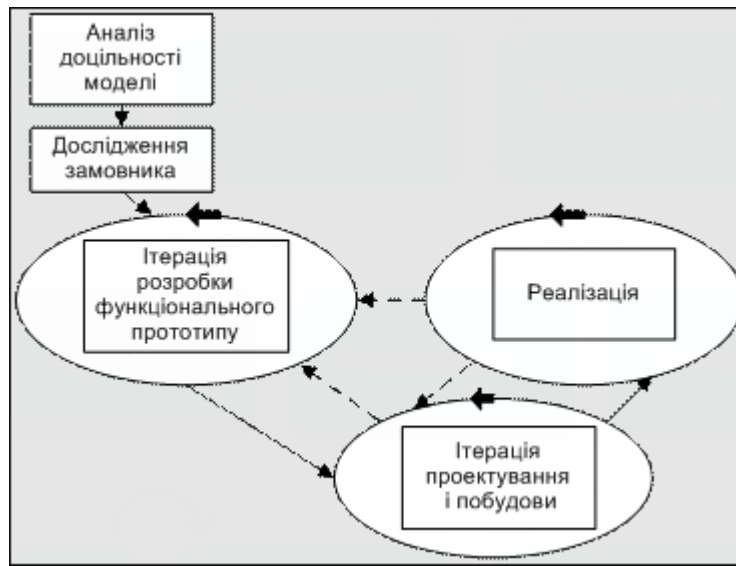 Аналіз
доцільності
моделі
Дослідження
замовника
Ітерація
розробки
функціонального
прототипу
Реалізація
Ітерація
проектування
і побудови